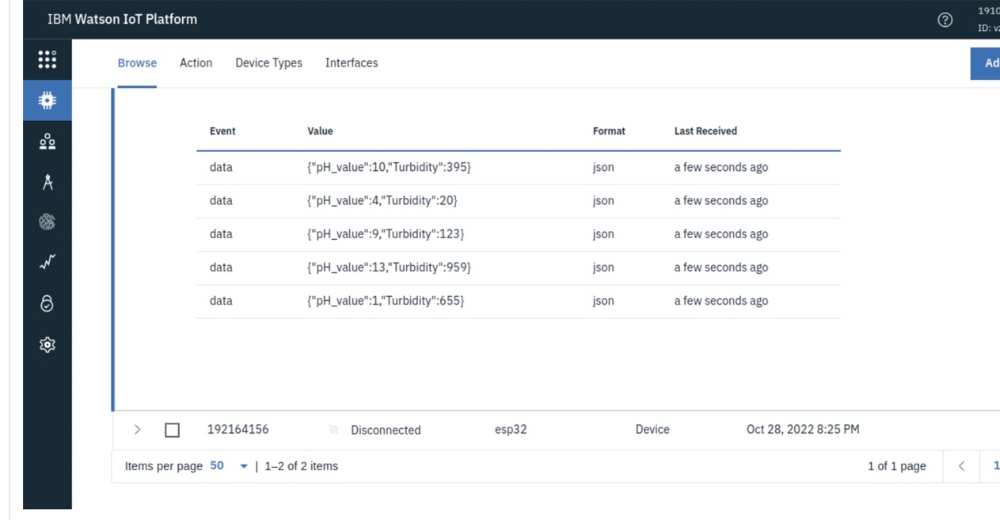 IBM Watson IoT Platform
1910
ID: v
Browse Action Device Types Interfaces
Ad
Event Value Format Last Received
data {"pH_value":10,"Turbidity":395} json a few seconds ago
data {"pH_value":4,"Turbidity":20} json a few seconds ago
data {"pH_value":9,"Turbidity":123} json a few seconds ago
data {"pH_value":13,"Turbidity":959} json a few seconds ago
data {"pH_value":1,"Turbidity":655} json a few seconds ago
192164156 Disconnected esp32 Device Oct 28, 2022 8:25 PM
Items per page 50 | 1–2 of 2 items 1 of 1 page < 1